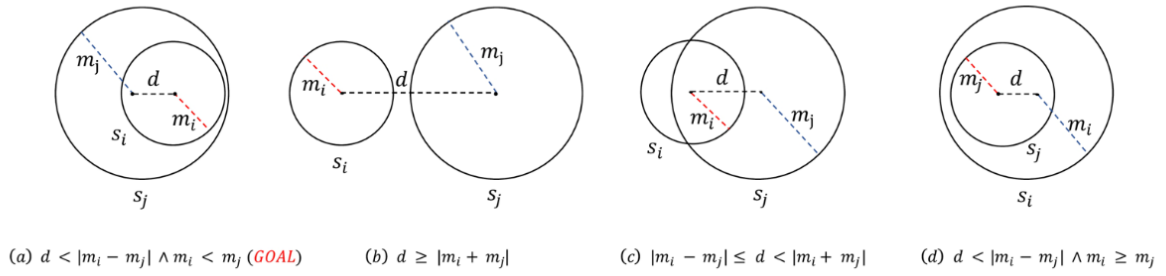 m_j
d
m_i
s_i
s_j
m_i
d
m_j
s_i
s_j
d
m_i
m_j
s_i
s_j
m_j
d
m_i
s_j
s_i
(a) d < |m_i − m_j| ∧ m_i < m_j (GOAL)
(b) d ≥ |m_i + m_j|
(c) |m_i − m_j| ≤ d < |m_i + m_j|
(d) d < |m_i − m_j| ∧ m_i ≥ m_j